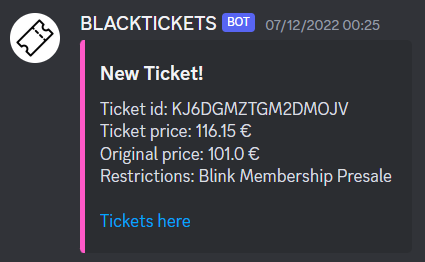 BLACKTICKETS BOT 07/12/2022 00:25
New Ticket!
Ticket id: KJ6DGMZTGM2DMOJV
Ticket price: 116.15 €
Original price: 101.0 €
Restrictions: Blink Membership Presale
Tickets here